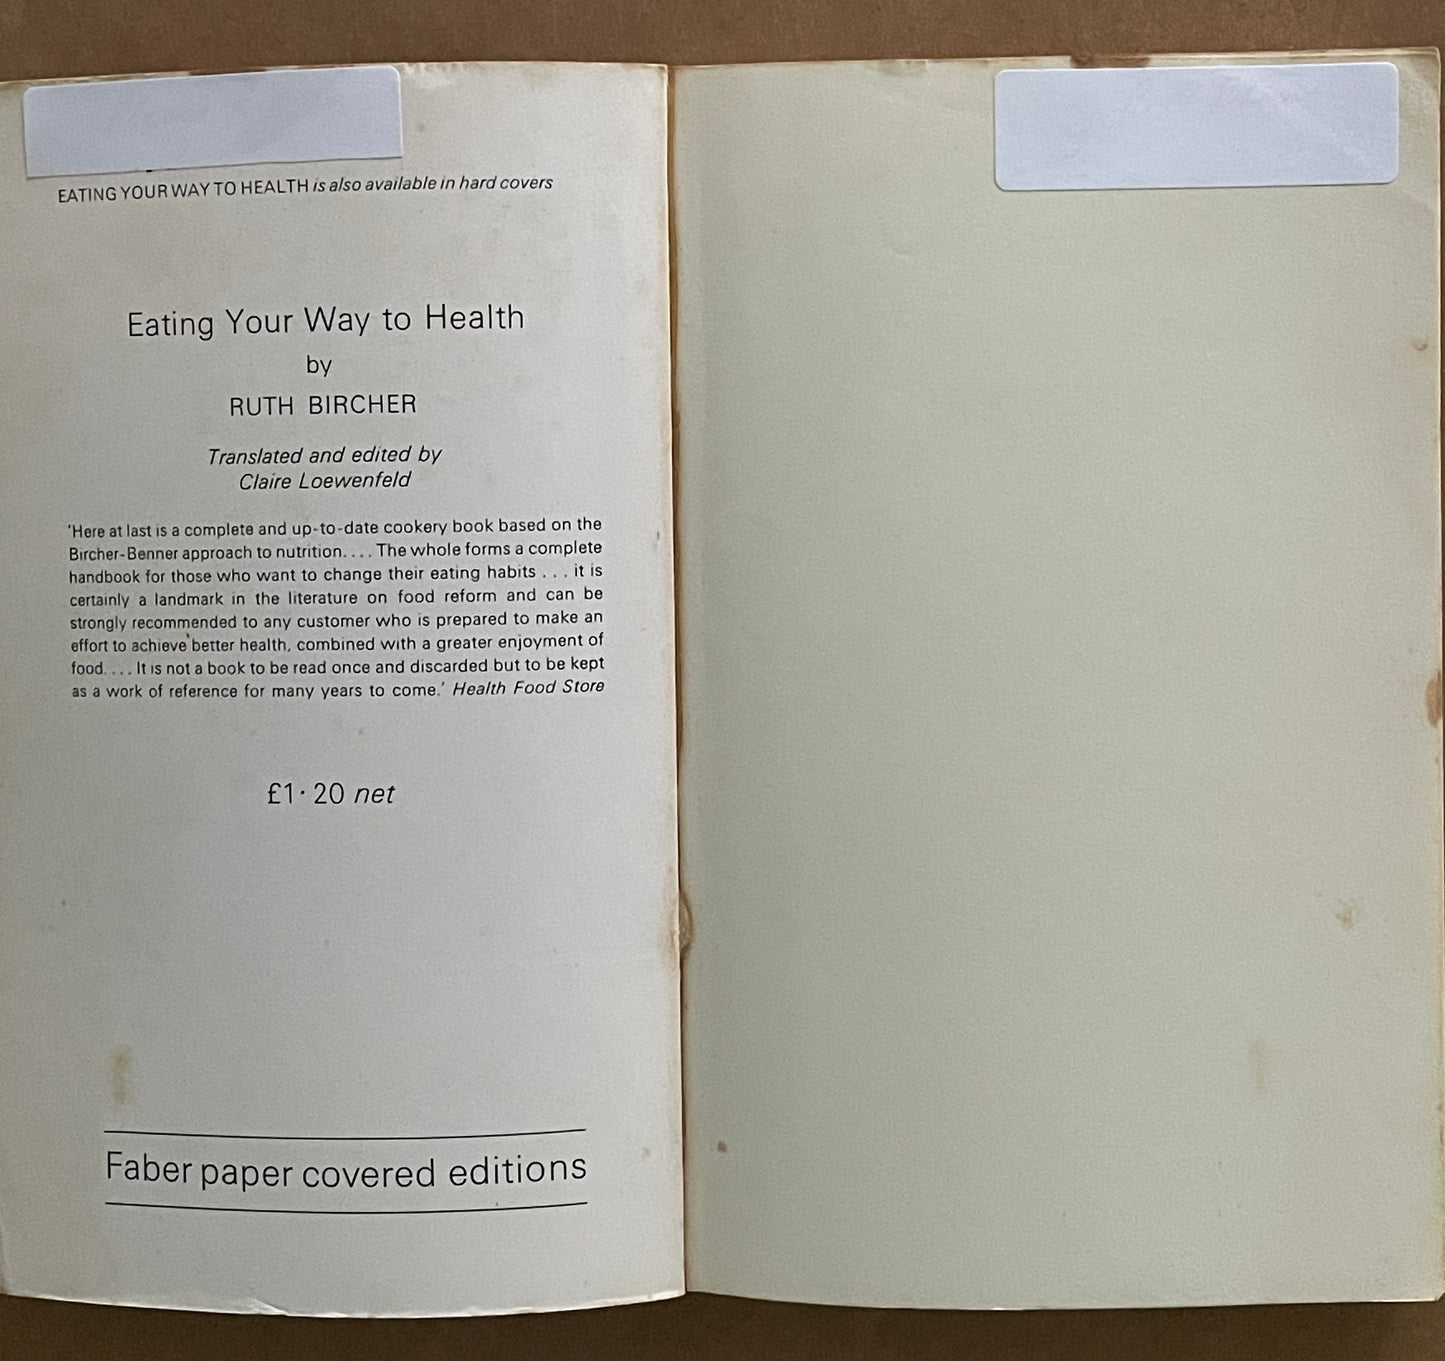 EATING YOUR WAY TO HEALTH is also available in hard covers
Eating Your Way to Health
by
RUTH BIRCHER
Translated and edited by
Claire Loewenfeld
'Here at last is a complete and up-to-date cookery book based on the
Bircher-Benner approach to nutrition.... The whole forms a complete
handbook for those who want to change their eating habits ... it is
certainly a landmark in the literature on food reform and can be
strongly recommended to any customer who is prepared to make an
effort to achieve better health, combined with a greater enjoyment of
food.... It is not a book to be read once and discarded but to be kept
as a work of reference for many years to come.' Health Food Store
£1·20 net
Faber paper covered editions